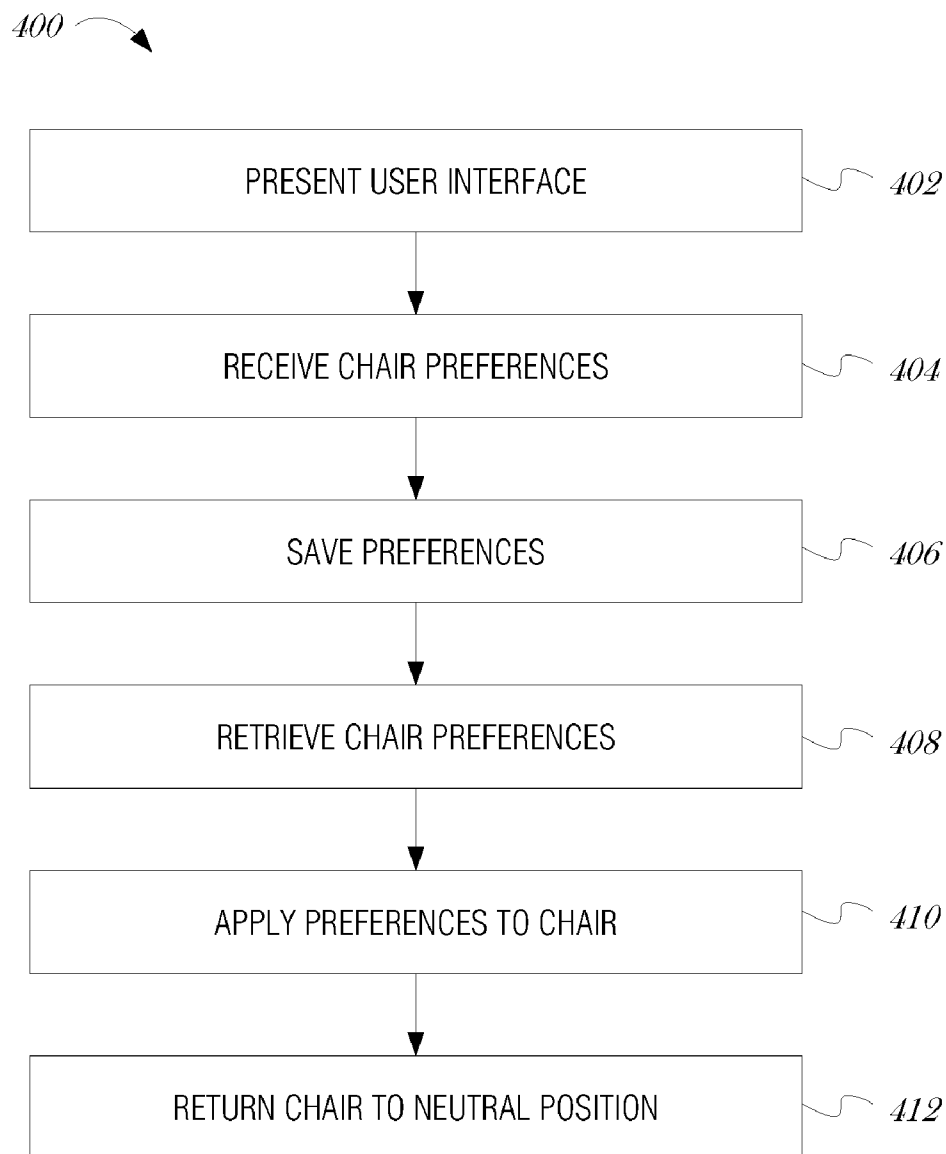 400
PRESENT USER INTERFACE
402
RECEIVE CHAIR PREFERENCES
404
SAVE PREFERENCES
406
RETRIEVE CHAIR PREFERENCES
408
APPLY PREFERENCES TO CHAIR
410
RETURN CHAIR TO NEUTRAL POSITION
412